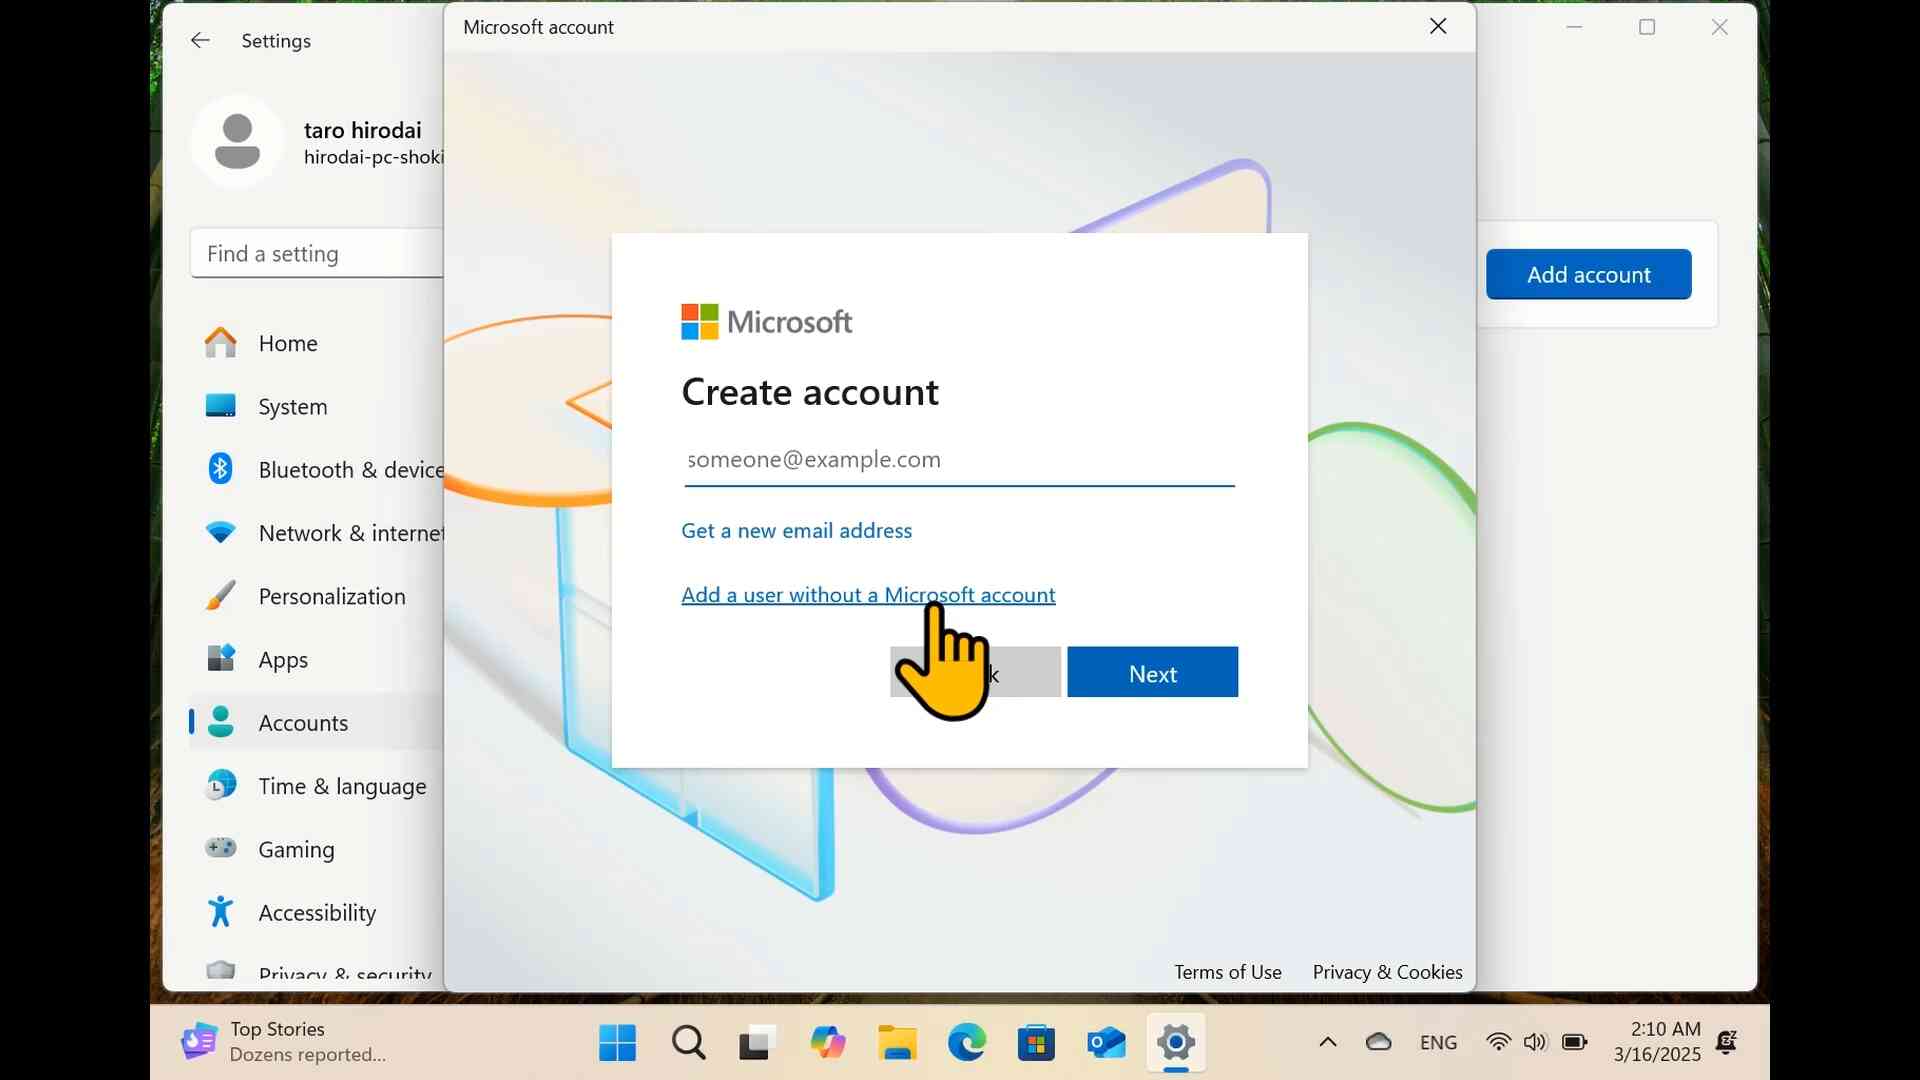 Settings
taro hirodai
hirodai-pc-shoki
Find a setting
Home
System
Bluetooth & device
Network & internet
Personalization
Apps
Accounts
Time & language
Gaming
Accessibility
Privacy & security
Microsoft account
Microsoft
Create account
someone@example.com
Get a new email address
Add a user without a Microsoft account
Next
Terms of Use
Privacy & Cookies
Add account
Top Stories
Dozens reported...
ENG
2:10 AM
3/16/2025